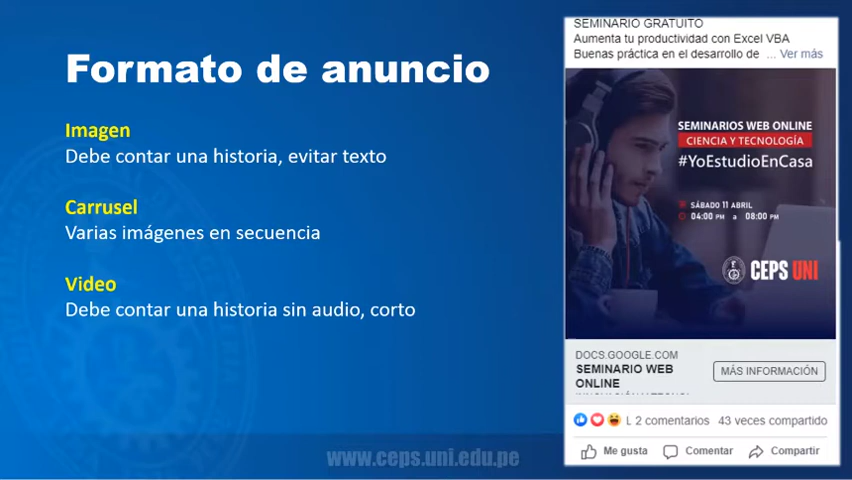 Formato de anuncio
Imagen
Debe contar una historia, evitar texto
Carrusel
Varias imágenes en secuencia
Video
Debe contar una historia sin audio, corto
www.ceps.uni.edu.pe
SEMINARIO GRATUITO
Aumenta tu productividad con Excel VBA
Buenas práctica en el desarrollo de ... Ver más
SEMINARIOS WEB ONLINE
CIENCIA Y TECNOLOGÍA
#YoEstudioEnCasa
SÁBADO 11 ABRIL
04:00 PM a 08:00 PM
CEPS UNI
DOCS.GOOGLE.COM
SEMINARIO WEB
ONLINE
MÁS INFORMACIÓN
2 comentarios 43 veces compartido
Me gusta Comentar Compartir